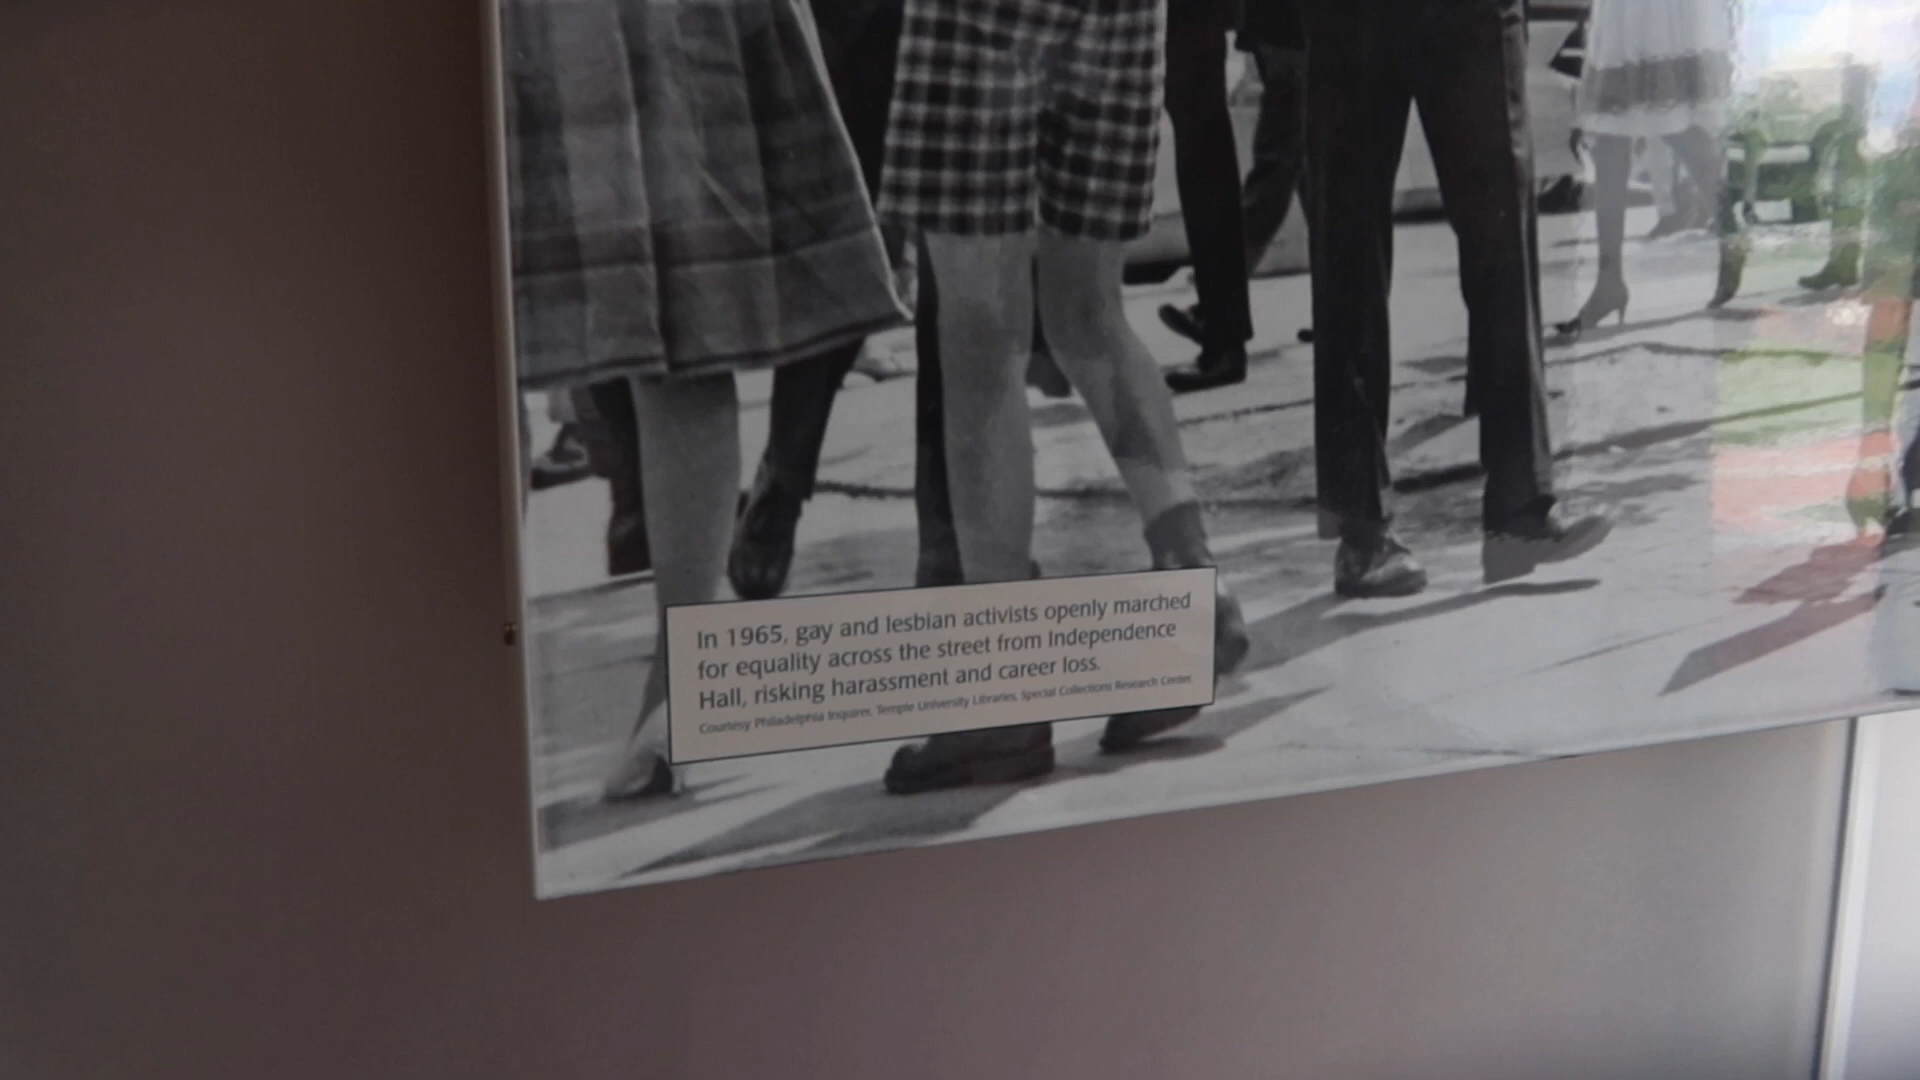 In 1965, gay and lesbian activists openly marched
for equality across the street from Independence
Hall, risking harassment and career loss.
Courtesy Philadelphia Inquirer, Temple University Libraries, Special Collections Research Center.